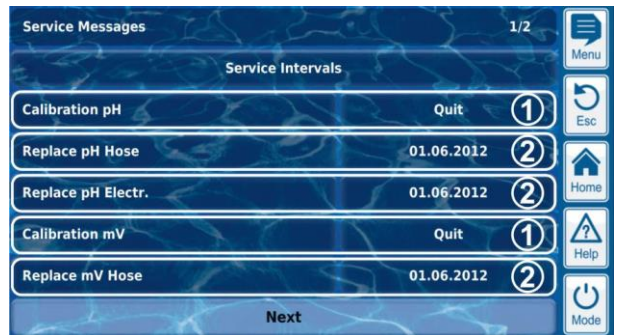 Service Messages 1/2
Service Intervals
Calibration pH Quit 1
Replace pH Hose 01.06.2012 2
Replace pH Electr. 01.06.2012 2
Calibration mV Quit 1
Replace mV Hose 01.06.2012 2
Next
Menu
Esc
Home
?
Help
Mode